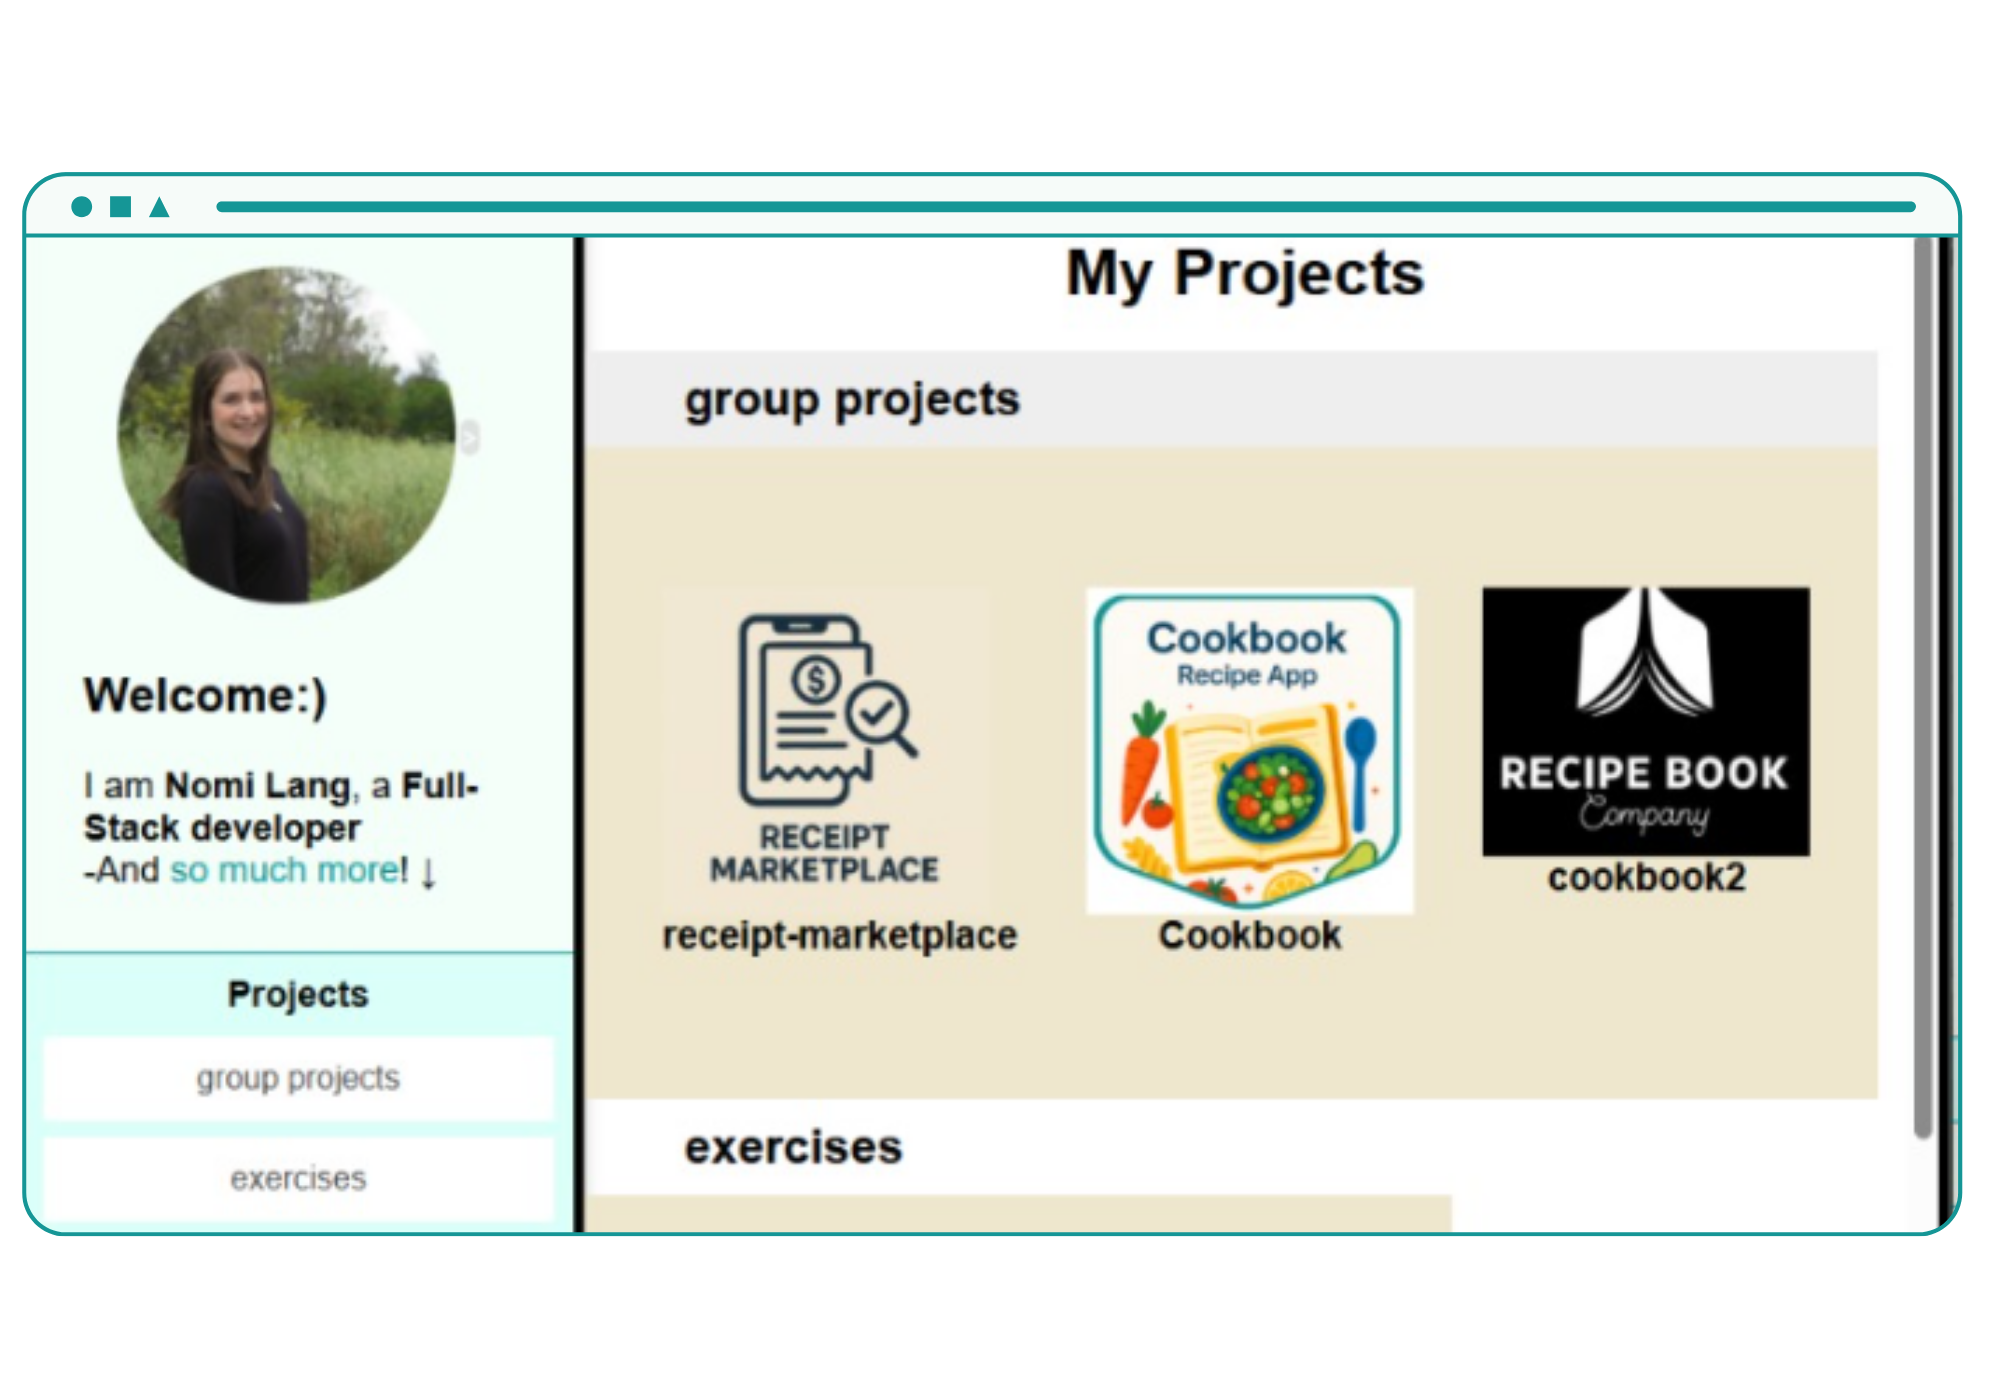 Welcome:)
I am Nomi Lang, a Full-
Stack developer
-And so much more! ↓
Projects
group projects
exercises
My Projects
group projects
RECEIPT
MARKETPLACE
receipt-marketplace
Cookbook
Recipe App
Cookbook
RECIPE BOOK
Company
cookbook2
exercises